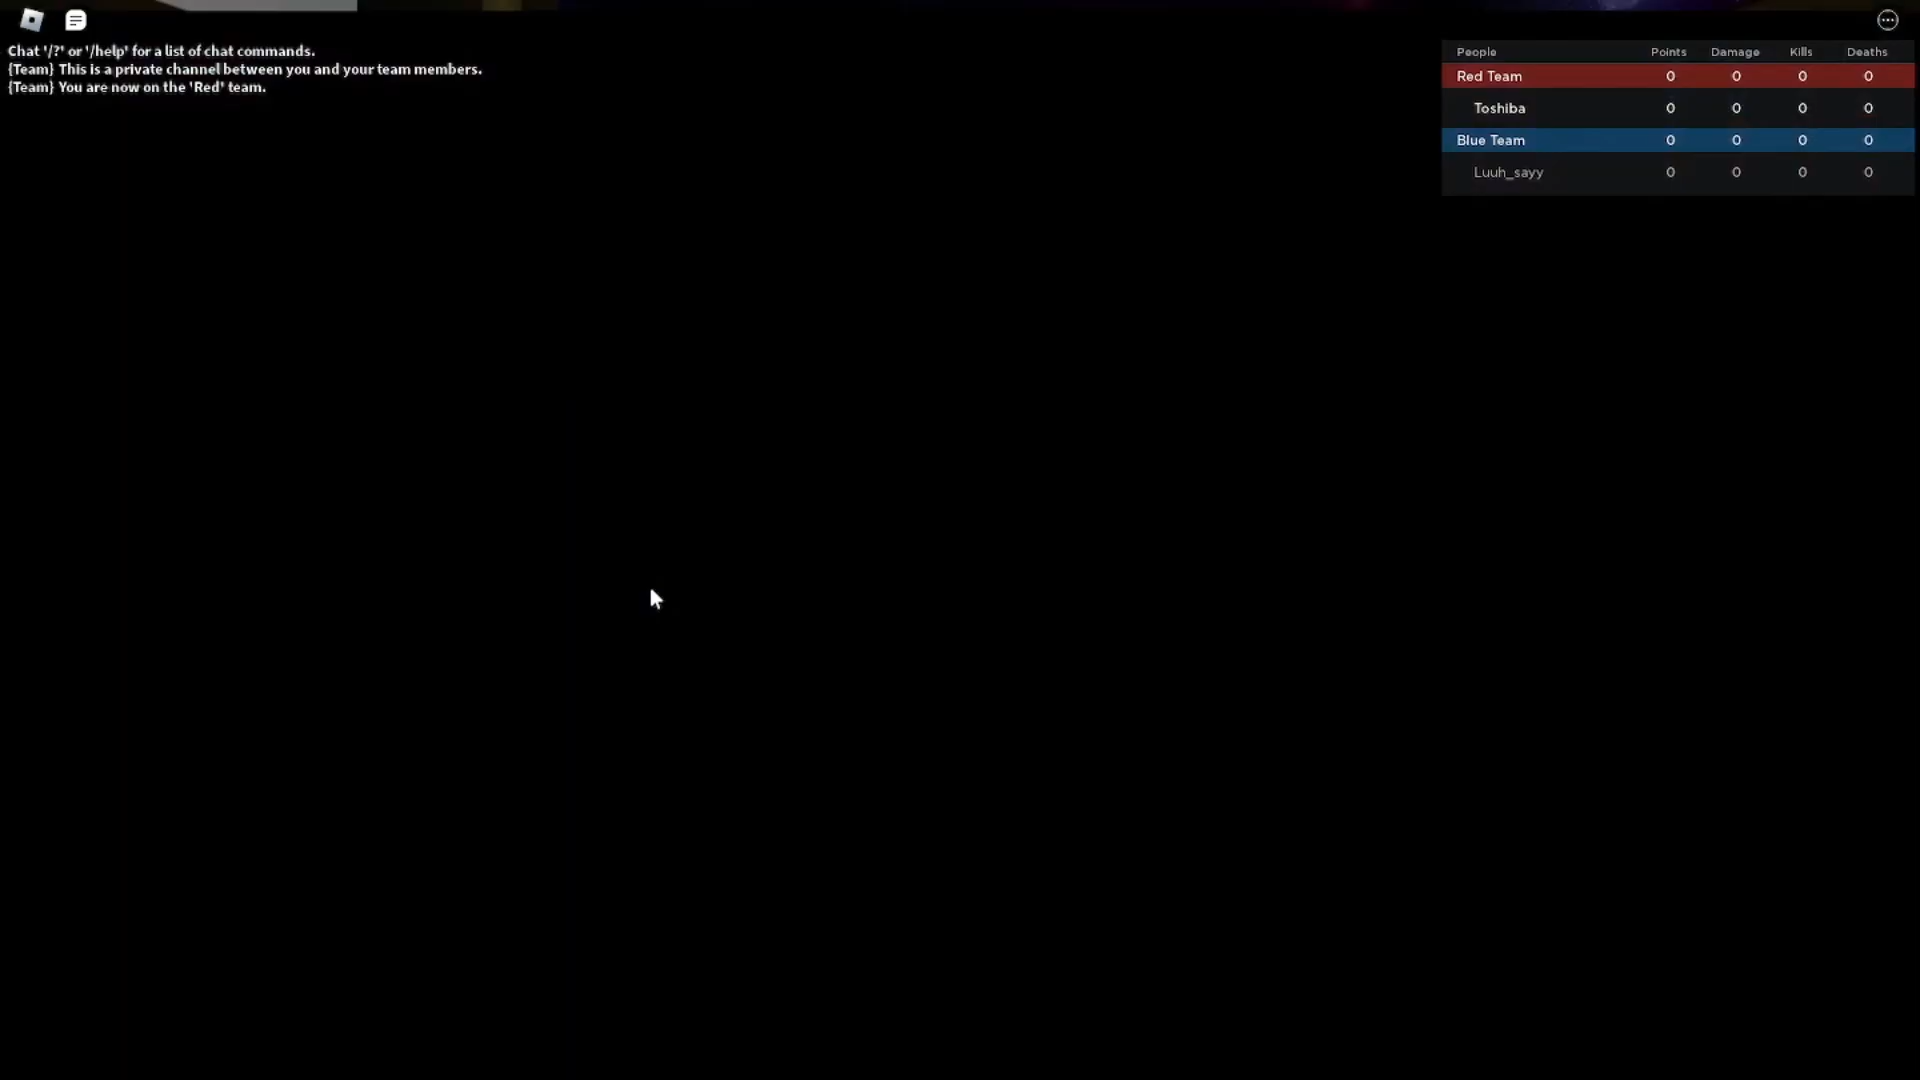 Chat '/?' or '/help' for a list of chat commands.
{Team} This is a private channel between you and your team members.
{Team} You are now on the 'Red' team.
People Points Damage Kills Deaths
Red Team 0 0 0 0
Toshiba 0 0 0 0
Blue Team 0 0 0 0
Luuh_sayy 0 0 0 0